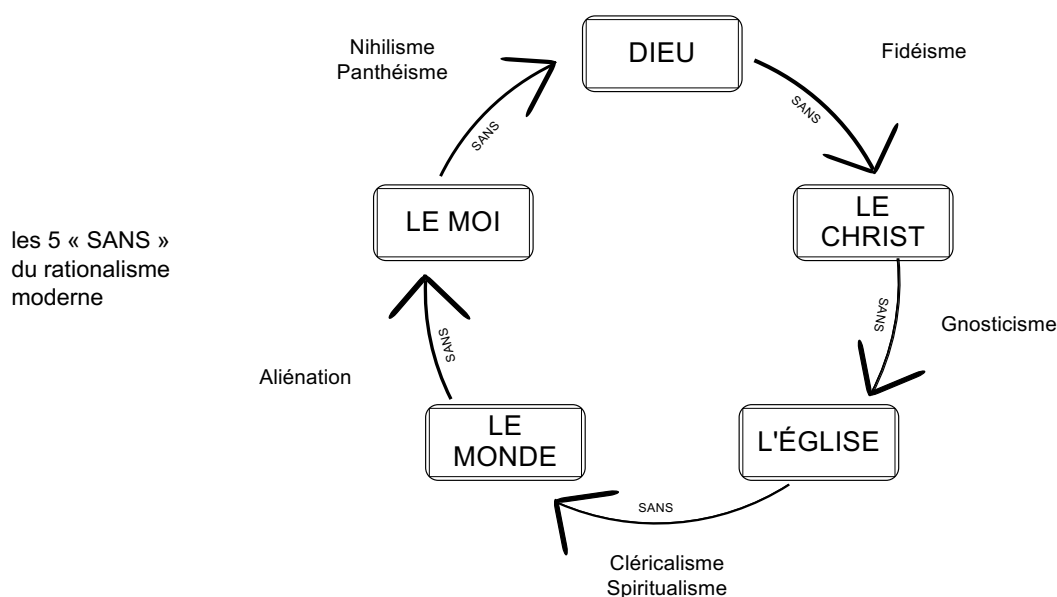 les 5 « SANS »
du rationalisme
moderne
DIEU
SANS
Fidéisme
LE
CHRIST
SANS
Gnosticisme
L'ÉGLISE
SANS
Cléricalisme
Spiritualisme
LE
MONDE
SANS
Aliénation
LE MOI
SANS
Nihilisme
Panthéisme